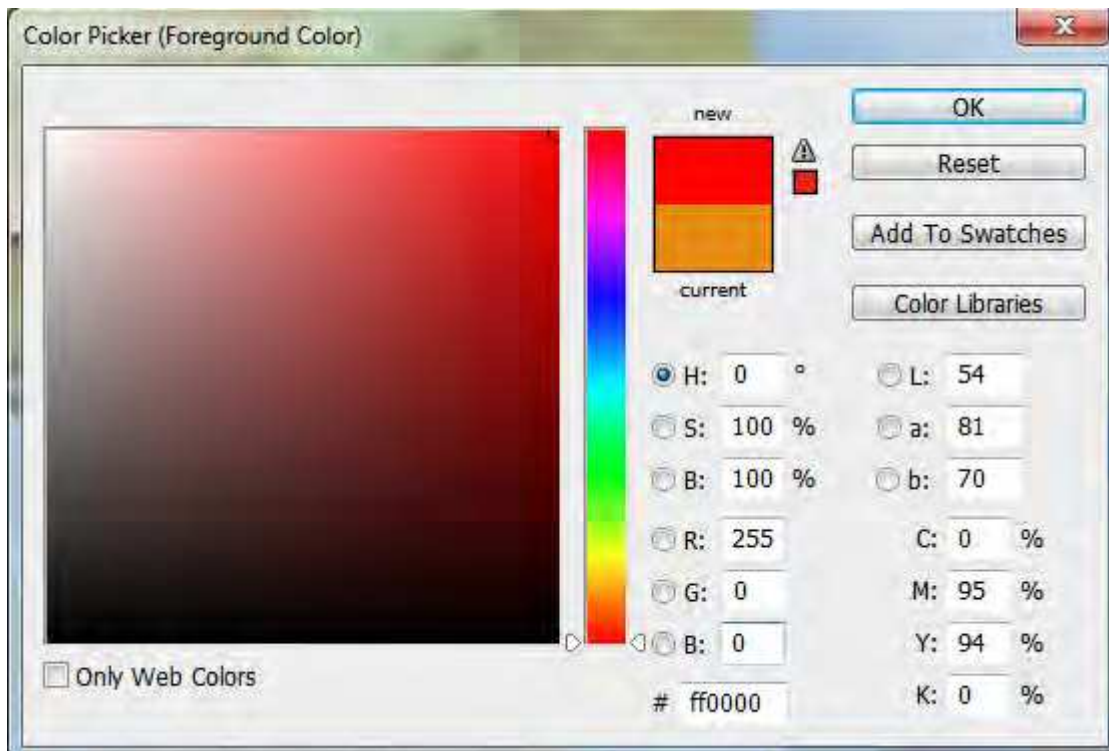 Color Picker (Foreground Color)
x
new
current
OK
Reset
Add To Swatches
Color Libraries
H: 0 °
S: 100 %
B: 100 %
R: 255
G: 0
B: 0
# ff0000
L: 54
a: 81
b: 70
C: 0 %
M: 95 %
Y: 94 %
K: 0 %
Only Web Colors